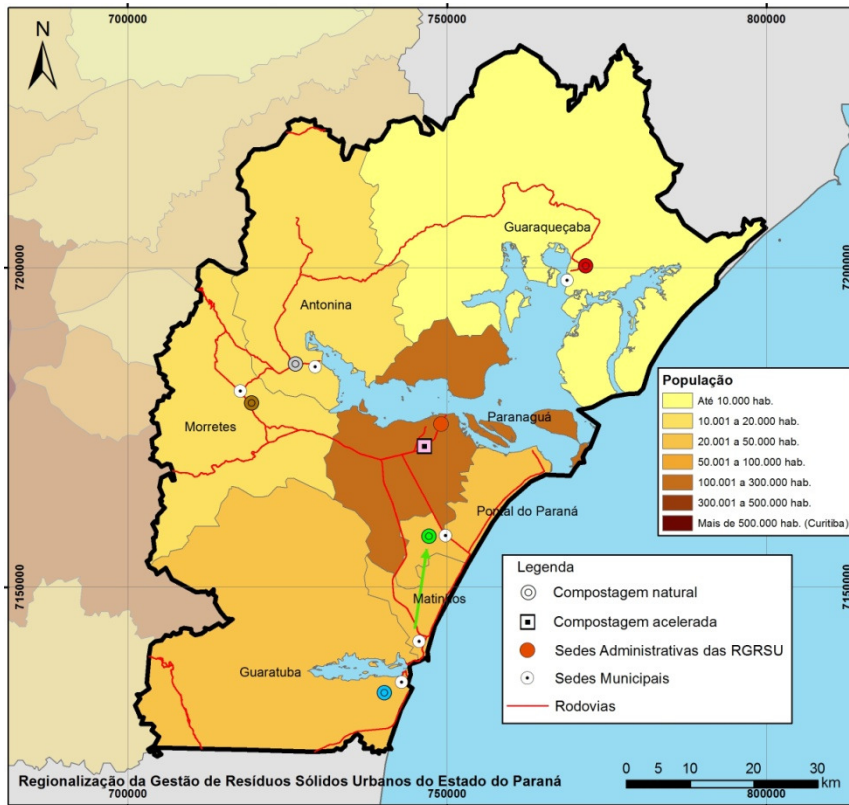 700000
750000
800000
N
7200000
7200000
7150000
7150000
Guaraqueçaba
Antonina
Paranaguá
Morretes
Pontal do Paraná
Matinhos
Guaratuba
População
Até 10.000 hab.
10.001 a 20.000 hab.
20.001 a 50.000 hab.
50.001 a 100.000 hab.
100.001 a 300.000 hab.
300.001 a 500.000 hab.
Mais de 500.000 hab. (Curitiba)
Legenda
Compostagem natural
Compostagem acelerada
Sedes Administrativas das RGRSU
Sedes Municipais
Rodovias
Regionalização da Gestão de Resíduos Sólidos Urbanos do Estado do Paraná
0 5 10 20 30
km
700000
750000
800000